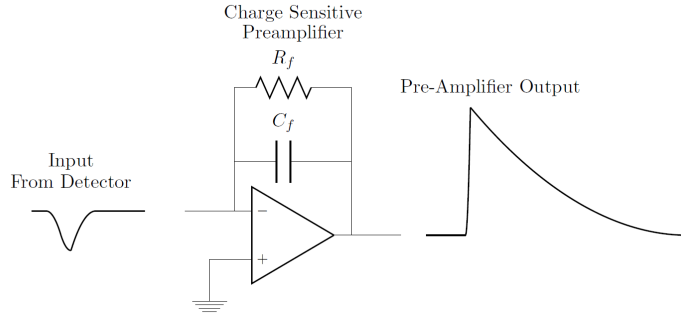 Charge Sensitive
Preamplifier
R_f
Pre-Amplifier Output
C_f
Input
From Detector
−
+